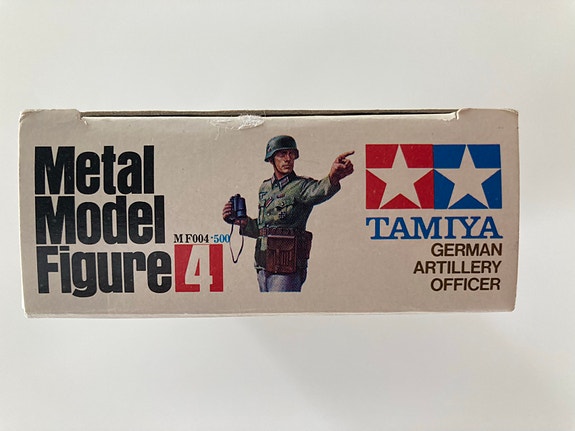 Metal
Model
Figure 4
MF004·500
TAMIYA
GERMAN
ARTILLERY
OFFICER